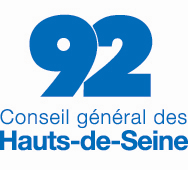 92
Conseil général des
Hauts-de-Seine